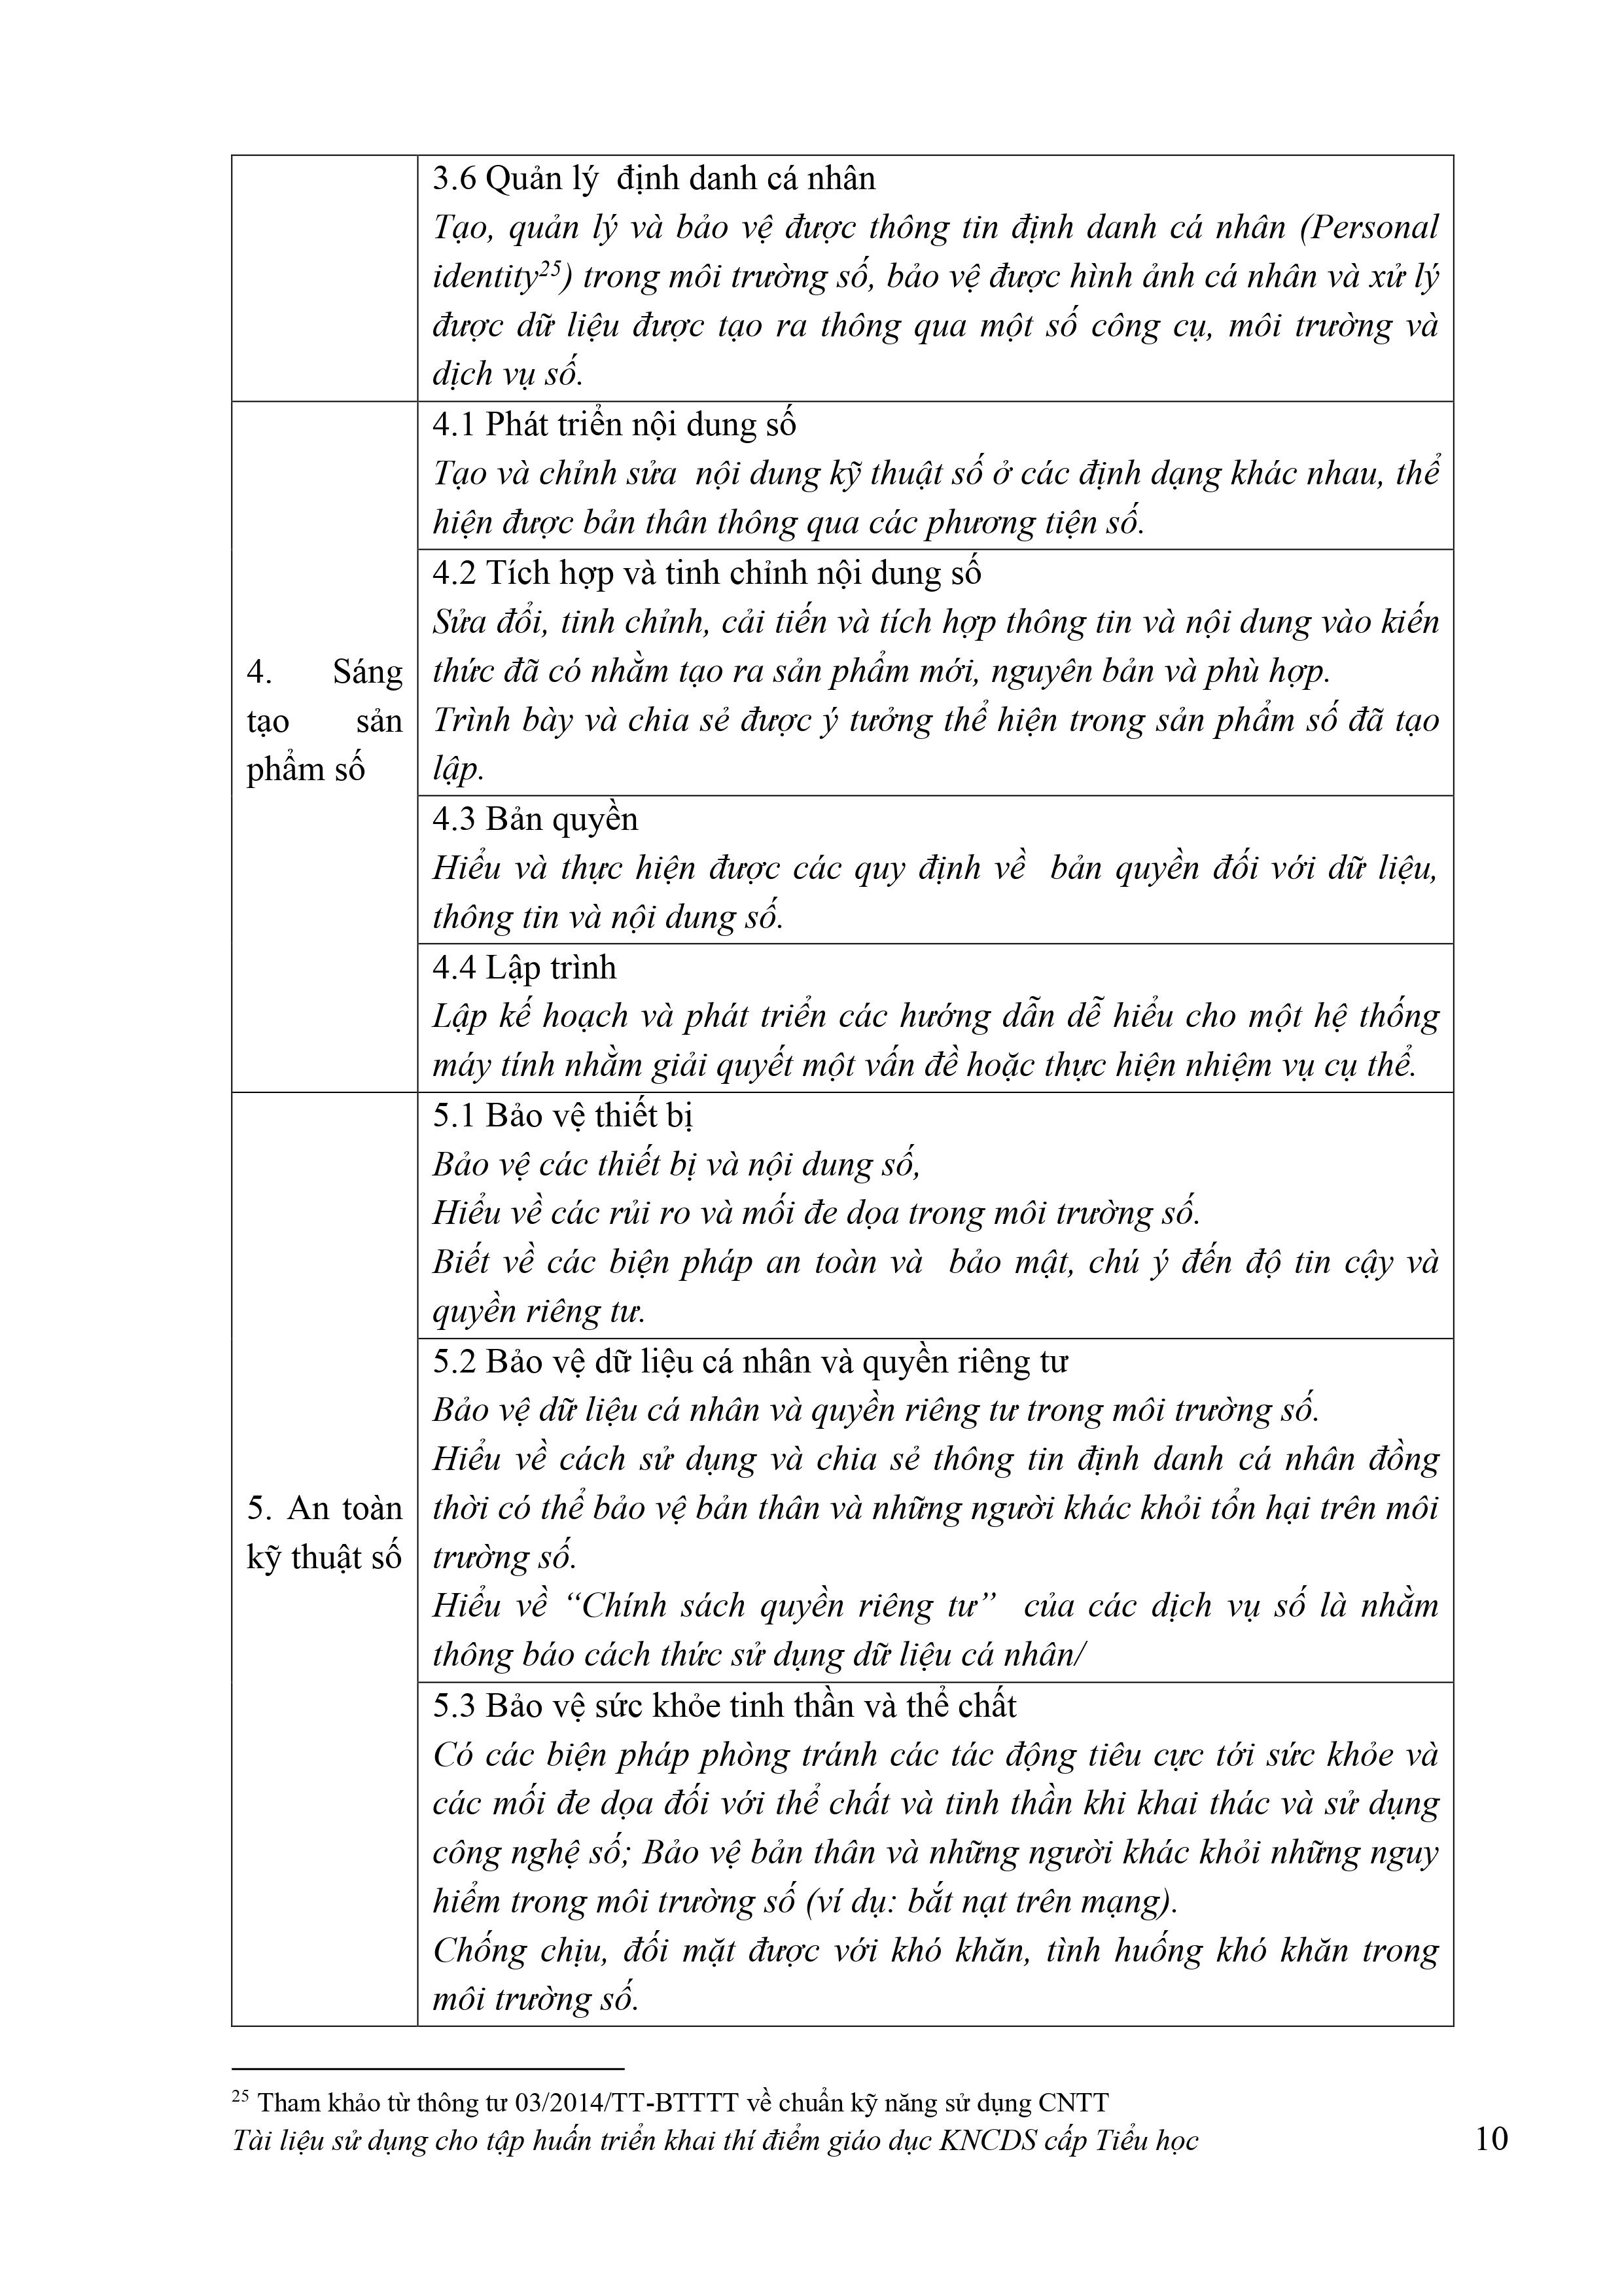 3.6 Quản lý  định danh cá nhân
Tạo, quản lý và bảo vệ được thông tin định danh cá nhân (Personal
identity25) trong môi trường số, bảo vệ được hình ảnh cá nhân và xử lý
được dữ liệu được tạo ra thông qua một số công cụ, môi trường và
dịch vụ số.
4. Sáng
tạo sản
phẩm số
4.1 Phát triển nội dung số
Tạo và chỉnh sửa  nội dung kỹ thuật số ở các định dạng khác nhau, thể
hiện được bản thân thông qua các phương tiện số.
4.2 Tích hợp và tinh chỉnh nội dung số
Sửa đổi, tinh chỉnh, cải tiến và tích hợp thông tin và nội dung vào kiến
thức đã có nhằm tạo ra sản phẩm mới, nguyên bản và phù hợp.
Trình bày và chia sẻ được ý tưởng thể hiện trong sản phẩm số đã tạo
lập.
4.3 Bản quyền
Hiểu và thực hiện được các quy định về  bản quyền đối với dữ liệu,
thông tin và nội dung số.
4.4 Lập trình
Lập kế hoạch và phát triển các hướng dẫn dễ hiểu cho một hệ thống
máy tính nhằm giải quyết một vấn đề hoặc thực hiện nhiệm vụ cụ thể.
5. An toàn
kỹ thuật số
5.1 Bảo vệ thiết bị
Bảo vệ các thiết bị và nội dung số,
Hiểu về các rủi ro và mối đe dọa trong môi trường số.
Biết về các biện pháp an toàn và  bảo mật, chú ý đến độ tin cậy và
quyền riêng tư.
5.2 Bảo vệ dữ liệu cá nhân và quyền riêng tư
Bảo vệ dữ liệu cá nhân và quyền riêng tư trong môi trường số.
Hiểu về cách sử dụng và chia sẻ thông tin định danh cá nhân đồng
thời có thể bảo vệ bản thân và những người khác khỏi tổn hại trên môi
trường số.
Hiểu về “Chính sách quyền riêng tư”  của các dịch vụ số là nhằm
thông báo cách thức sử dụng dữ liệu cá nhân/
5.3 Bảo vệ sức khỏe tinh thần và thể chất
Có các biện pháp phòng tránh các tác động tiêu cực tới sức khỏe và
các mối đe dọa đối với thể chất và tinh thần khi khai thác và sử dụng
công nghệ số; Bảo vệ bản thân và những người khác khỏi những nguy
hiểm trong môi trường số (ví dụ: bắt nạt trên mạng).
Chống chịu, đối mặt được với khó khăn, tình huống khó khăn trong
môi trường số.
25 Tham khảo từ thông tư 03/2014/TT-BTTTT về chuẩn kỹ năng sử dụng CNTT
Tài liệu sử dụng cho tập huấn triển khai thí điểm giáo dục KNCDS cấp Tiểu học 10